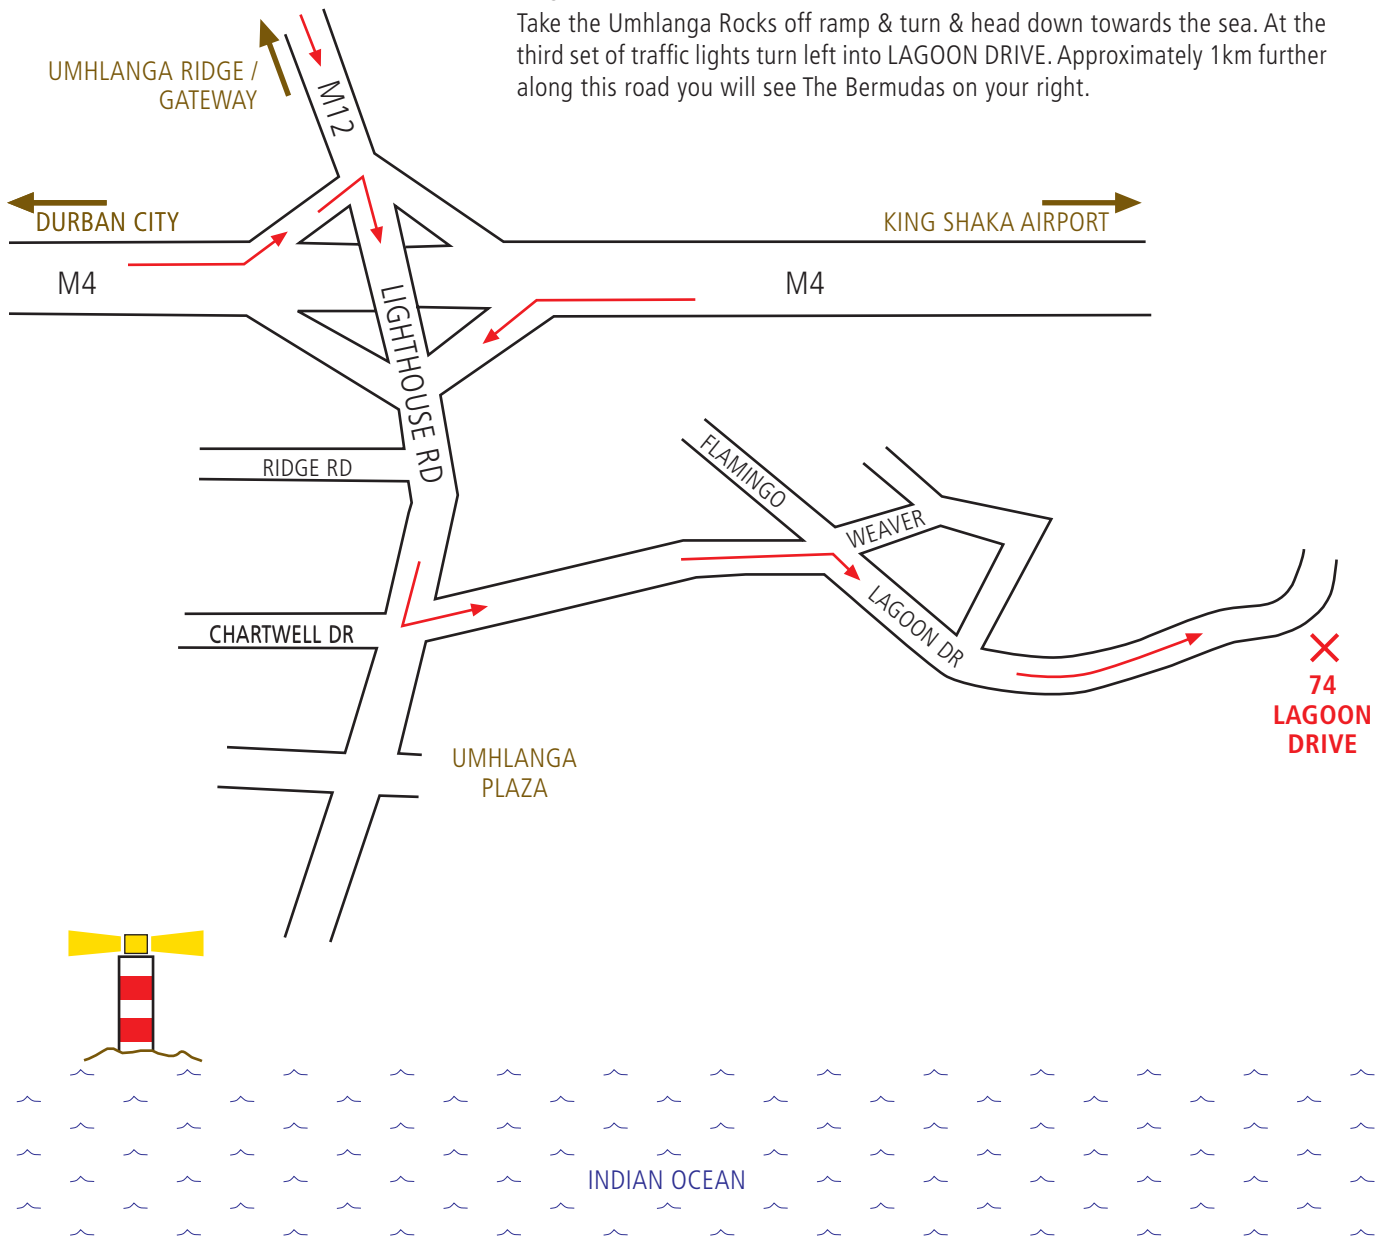 Take the Umhlanga Rocks off ramp & turn & head down towards the sea. At the
third set of traffic lights turn left into LAGOON DRIVE. Approximately 1km further
along this road you will see The Bermudas on your right.
UMHLANGA RIDGE /
GATEWAY
M12
DURBAN CITY
KING SHAKA AIRPORT
M4
M4
LIGHTHOUSE RD
RIDGE RD
FLAMINGO
WEAVER
LAGOON DR
CHARTWELL DR
74
LAGOON
DRIVE
UMHLANGA
PLAZA
INDIAN OCEAN